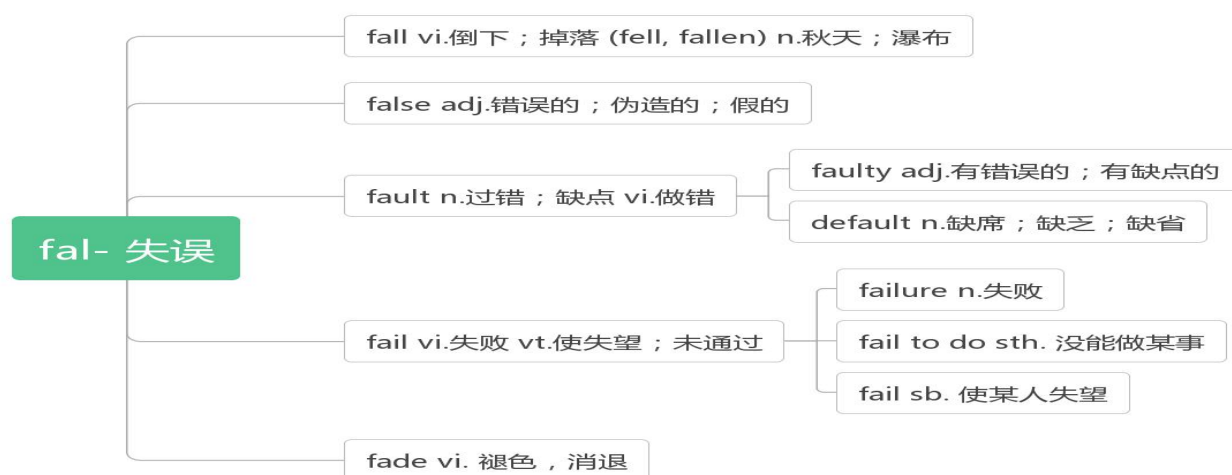 fal- 失误
fall vi.倒下；掉落 (fell, fallen) n.秋天；瀑布
false adj.错误的；伪造的；假的
fault n.过错；缺点 vi.做错
faulty adj.有错误的；有缺点的
default n.缺席；缺乏；缺省
fail vi.失败 vt.使失望；未通过
failure n.失败
fail to do sth. 没能做某事
fail sb. 使某人失望
fade vi. 褪色，消退